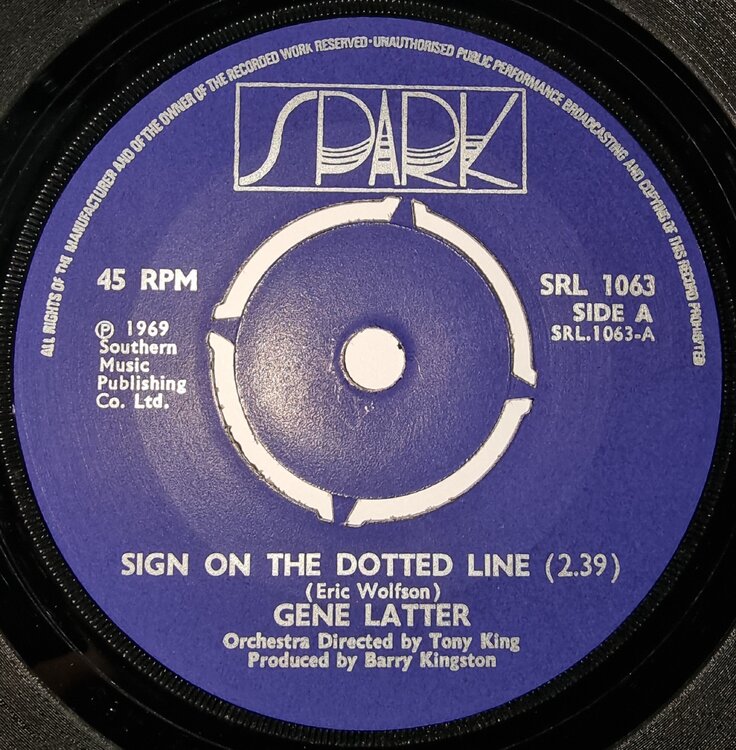 ALL RIGHTS OF THE MANUFACTURER AND OF THE OWNER OF THE RECORDED WORK RESERVED · UNAUTHORISED PUBLIC PERFORMANCE BROADCASTING AND COPYING OF THIS RECORD PROHIBITED
SPARK
45 RPM
SRL 1063
SIDE A
SRL.1063-A
℗ 1969
Southern
Music
Publishing
Co. Ltd.
SIGN ON THE DOTTED LINE (2.39)
(Eric Wolfson)
GENE LATTER
Orchestra Directed by Tony King
Produced by Barry Kingston